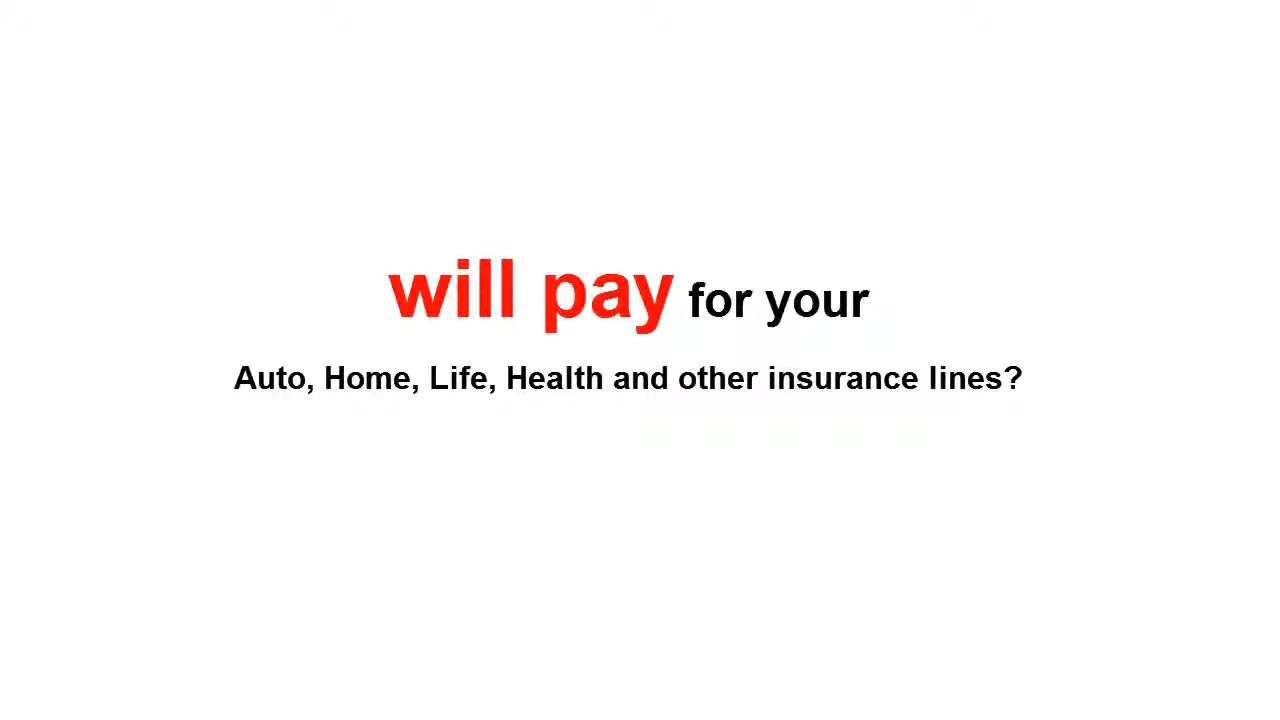 will pay for your
Auto, Home, Life, Health and other insurance lines?